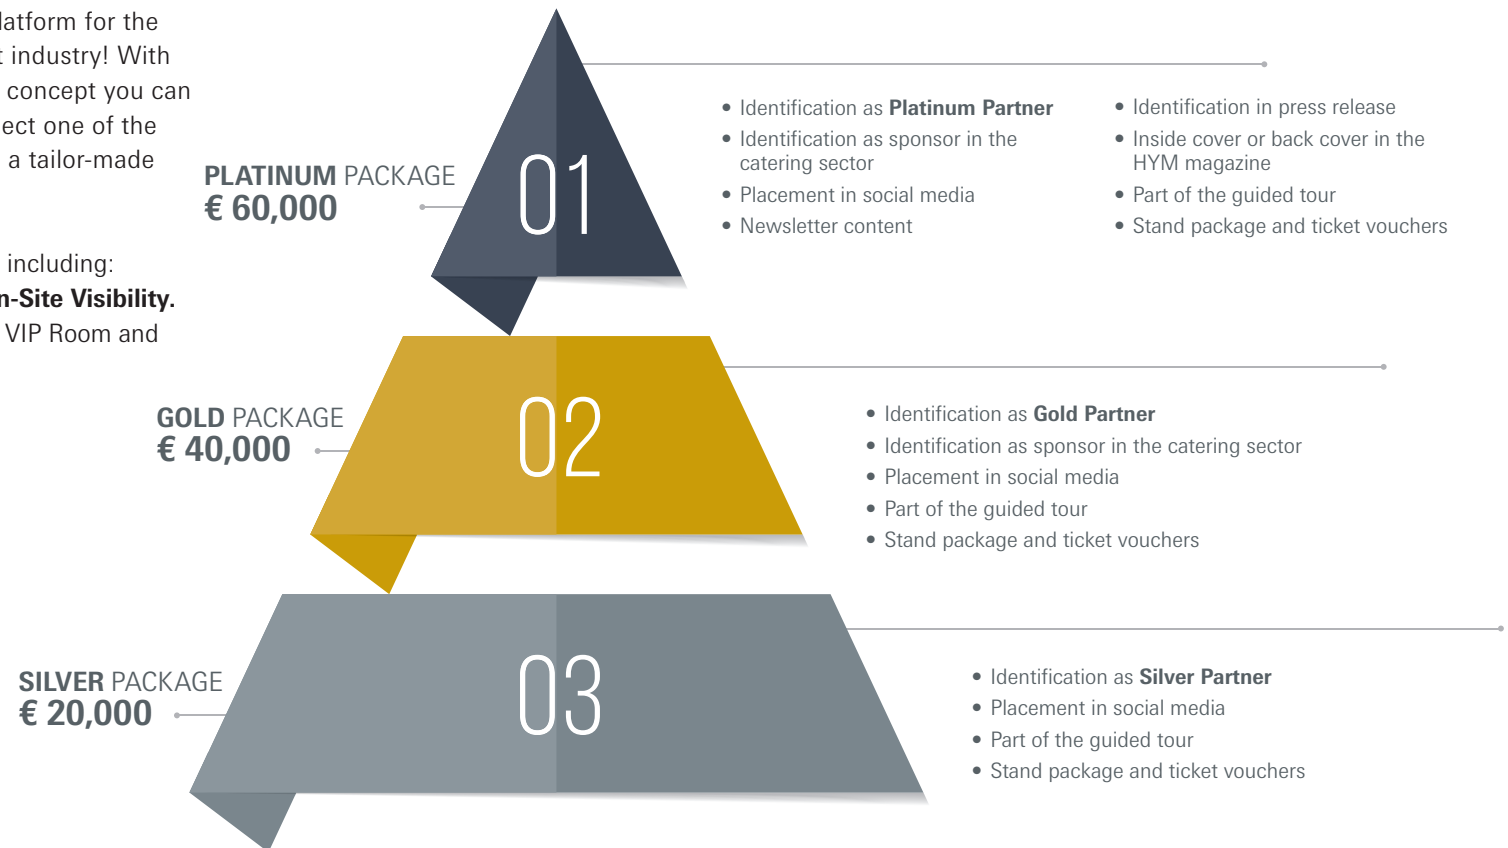 latform for the
t industry! With
concept you can
ect one of the
a tailor-made
including:
n-Site Visibility.
VIP Room and
PLATINUM PACKAGE
€ 60,000
01
• Identification as Platinum Partner
• Identification as sponsor in the
catering sector
• Placement in social media
• Newsletter content
• Identification in press release
• Inside cover or back cover in the
HYM magazine
• Part of the guided tour
• Stand package and ticket vouchers
GOLD PACKAGE
€ 40,000
02
• Identification as Gold Partner
• Identification as sponsor in the catering sector
• Placement in social media
• Part of the guided tour
• Stand package and ticket vouchers
SILVER PACKAGE
€ 20,000
03
• Identification as Silver Partner
• Placement in social media
• Part of the guided tour
• Stand package and ticket vouchers